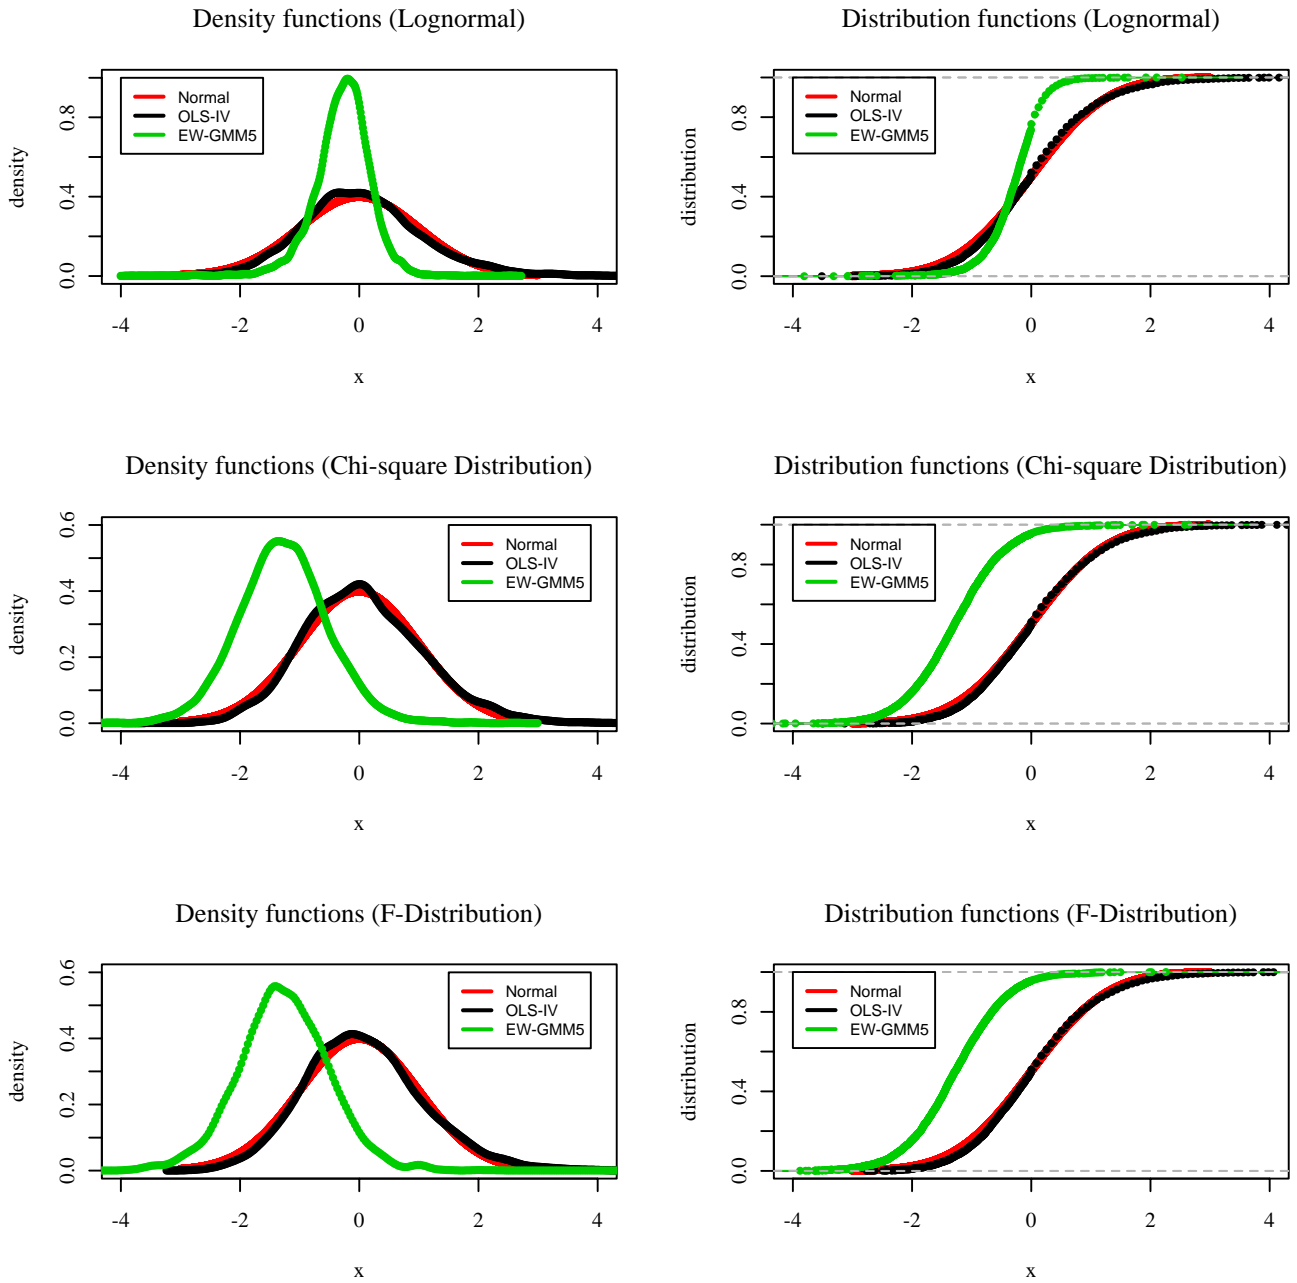 Density functions (Lognormal)
density
0.0
0.4
0.8
Normal
OLS-IV
EW-GMM5
-4
-2
0
2
4
x
Distribution functions (Lognormal)
distribution
0.0
0.4
0.8
Normal
OLS-IV
EW-GMM5
-4
-2
0
2
4
x
Density functions (Chi-square Distribution)
density
0.0
0.2
0.4
0.6
Normal
OLS-IV
EW-GMM5
-4
-2
0
2
4
x
Distribution functions (Chi-square Distribution)
distribution
0.0
0.4
0.8
Normal
OLS-IV
EW-GMM5
-4
-2
0
2
4
x
Density functions (F-Distribution)
density
0.0
0.2
0.4
0.6
Normal
OLS-IV
EW-GMM5
-4
-2
0
2
4
x
Distribution functions (F-Distribution)
distribution
0.0
0.4
0.8
Normal
OLS-IV
EW-GMM5
-4
-2
0
2
4
x